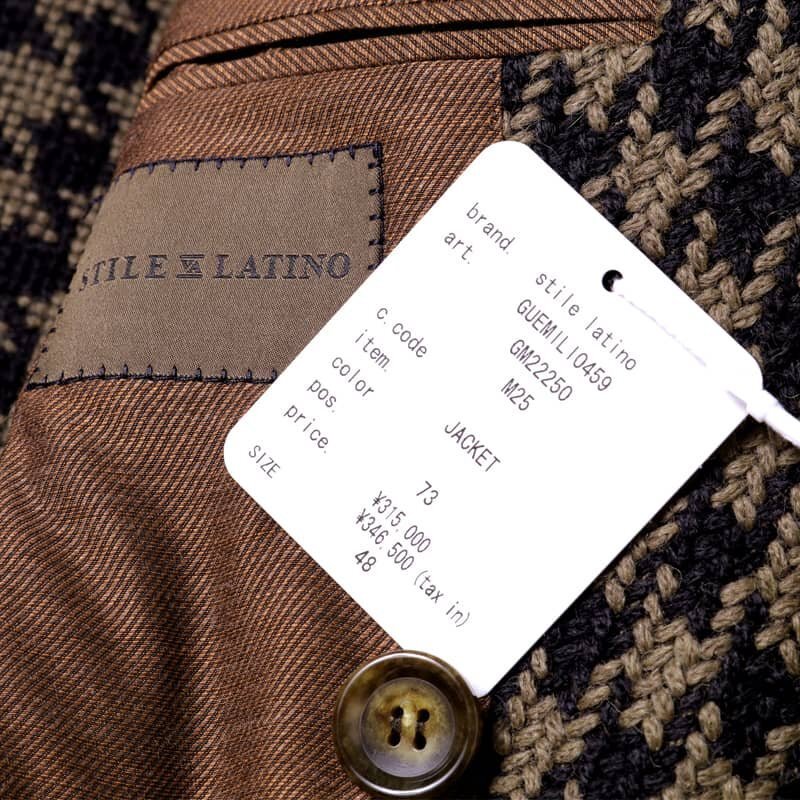 STILE VA LATINO
brand. stile latino
art. GUEMILI0459
GM22250
c.code M25
item. JACKET
color 73
pos.
price. ¥315,000
¥346,500 (tax in)
SIZE 48